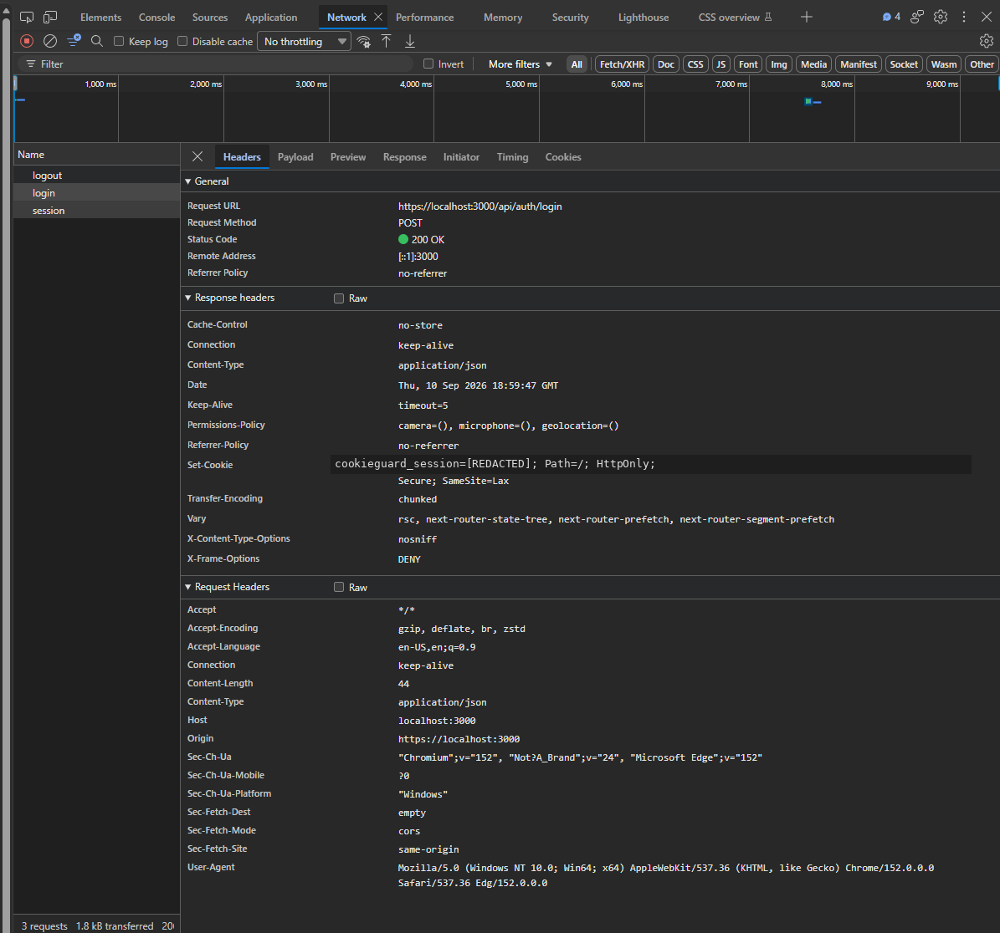 Elements Console Sources Application Network Performance Memory Security Lighthouse CSS overview 4
Keep log Disable cache No throttling
Filter Invert More filters All Fetch/XHR Doc CSS JS Font Img Media Manifest Socket Wasm Other
1,000 ms 2,000 ms 3,000 ms 4,000 ms 5,000 ms 6,000 ms 7,000 ms 8,000 ms 9,000 ms
Name
logout
login
session
Headers Payload Preview Response Initiator Timing Cookies
General
Request URL https://localhost:3000/api/auth/login
Request Method POST
Status Code 200 OK
Remote Address [::1]:3000
Referrer Policy no-referrer
Response headers Raw
Cache-Control no-store
Connection keep-alive
Content-Type application/json
Date Thu, 10 Sep 2026 18:59:47 GMT
Keep-Alive timeout=5
Permissions-Policy camera=(), microphone=(), geolocation=()
Referrer-Policy no-referrer
Set-Cookie cookieguard_session=[REDACTED]; Path=/; HttpOnly;
Secure; SameSite=Lax
Transfer-Encoding chunked
Vary rsc, next-router-state-tree, next-router-prefetch, next-router-segment-prefetch
X-Content-Type-Options nosniff
X-Frame-Options DENY
Request Headers Raw
Accept */*
Accept-Encoding gzip, deflate, br, zstd
Accept-Language en-US,en;q=0.9
Connection keep-alive
Content-Length 44
Content-Type application/json
Host localhost:3000
Origin https://localhost:3000
Sec-Ch-Ua "Chromium";v="152", "Not?A_Brand";v="24", "Microsoft Edge";v="152"
Sec-Ch-Ua-Mobile ?0
Sec-Ch-Ua-Platform "Windows"
Sec-Fetch-Dest empty
Sec-Fetch-Mode cors
Sec-Fetch-Site same-origin
User-Agent Mozilla/5.0 (Windows NT 10.0; Win64; x64) AppleWebKit/537.36 (KHTML, like Gecko) Chrome/152.0.0.0
Safari/537.36 Edg/152.0.0.0
3 requests 1.8 kB transferred